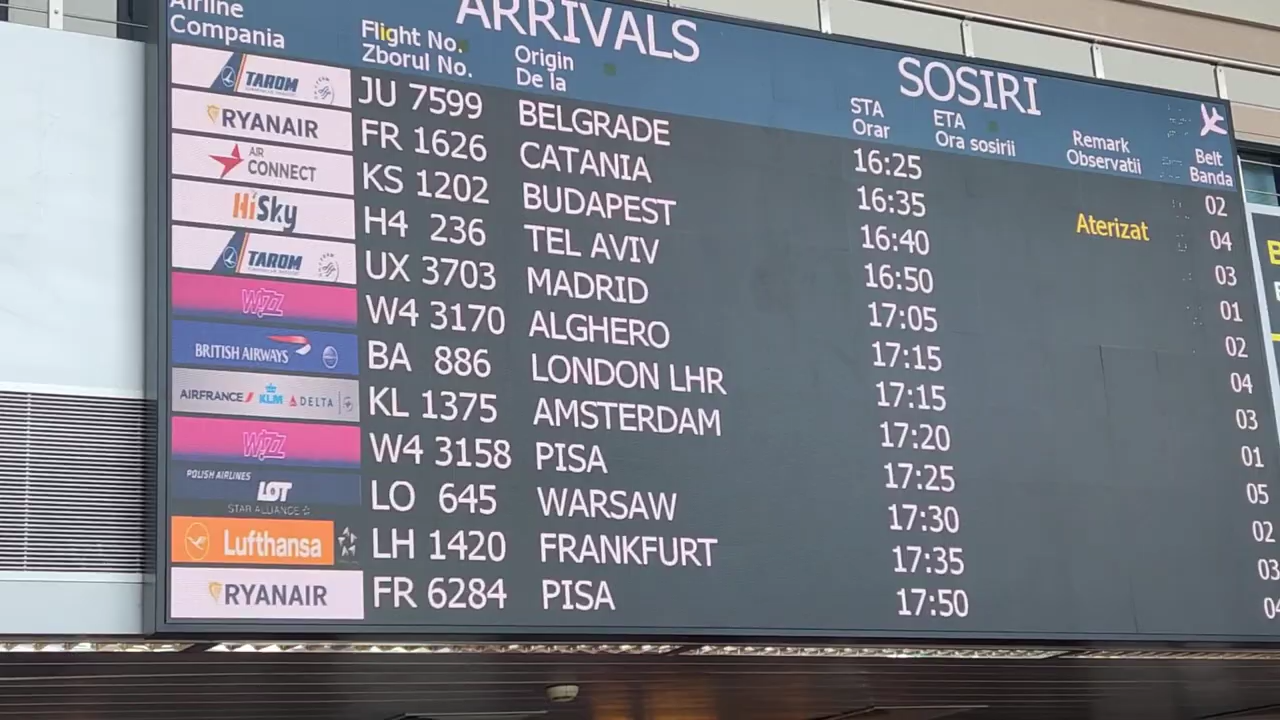 ARRIVALS SOSIRI
Airline Flight No. Origin STA ETA Remark Belt
Compania Zborul No. De la Orar Ora sosirii Observatii Banda
TAROM JU 7599 BELGRADE 16:25 02
RYANAIR FR 1626 CATANIA 16:35 Aterizat 04
AIR CONNECT KS 1202 BUDAPEST 16:40 03
HiSky H4 236 TEL AVIV 16:50 01
TAROM UX 3703 MADRID 17:05 02
WIZZ W4 3170 ALGHERO 17:15 04
BRITISH AIRWAYS BA 886 LONDON LHR 17:15 03
AIRFRANCE KLM DELTA KL 1375 AMSTERDAM 17:20 01
WIZZ W4 3158 PISA 17:25 05
POLISH AIRLINES LOT STAR ALLIANCE LO 645 WARSAW 17:30 02
Lufthansa LH 1420 FRANKFURT 17:35 03
RYANAIR FR 6284 PISA 17:50 04